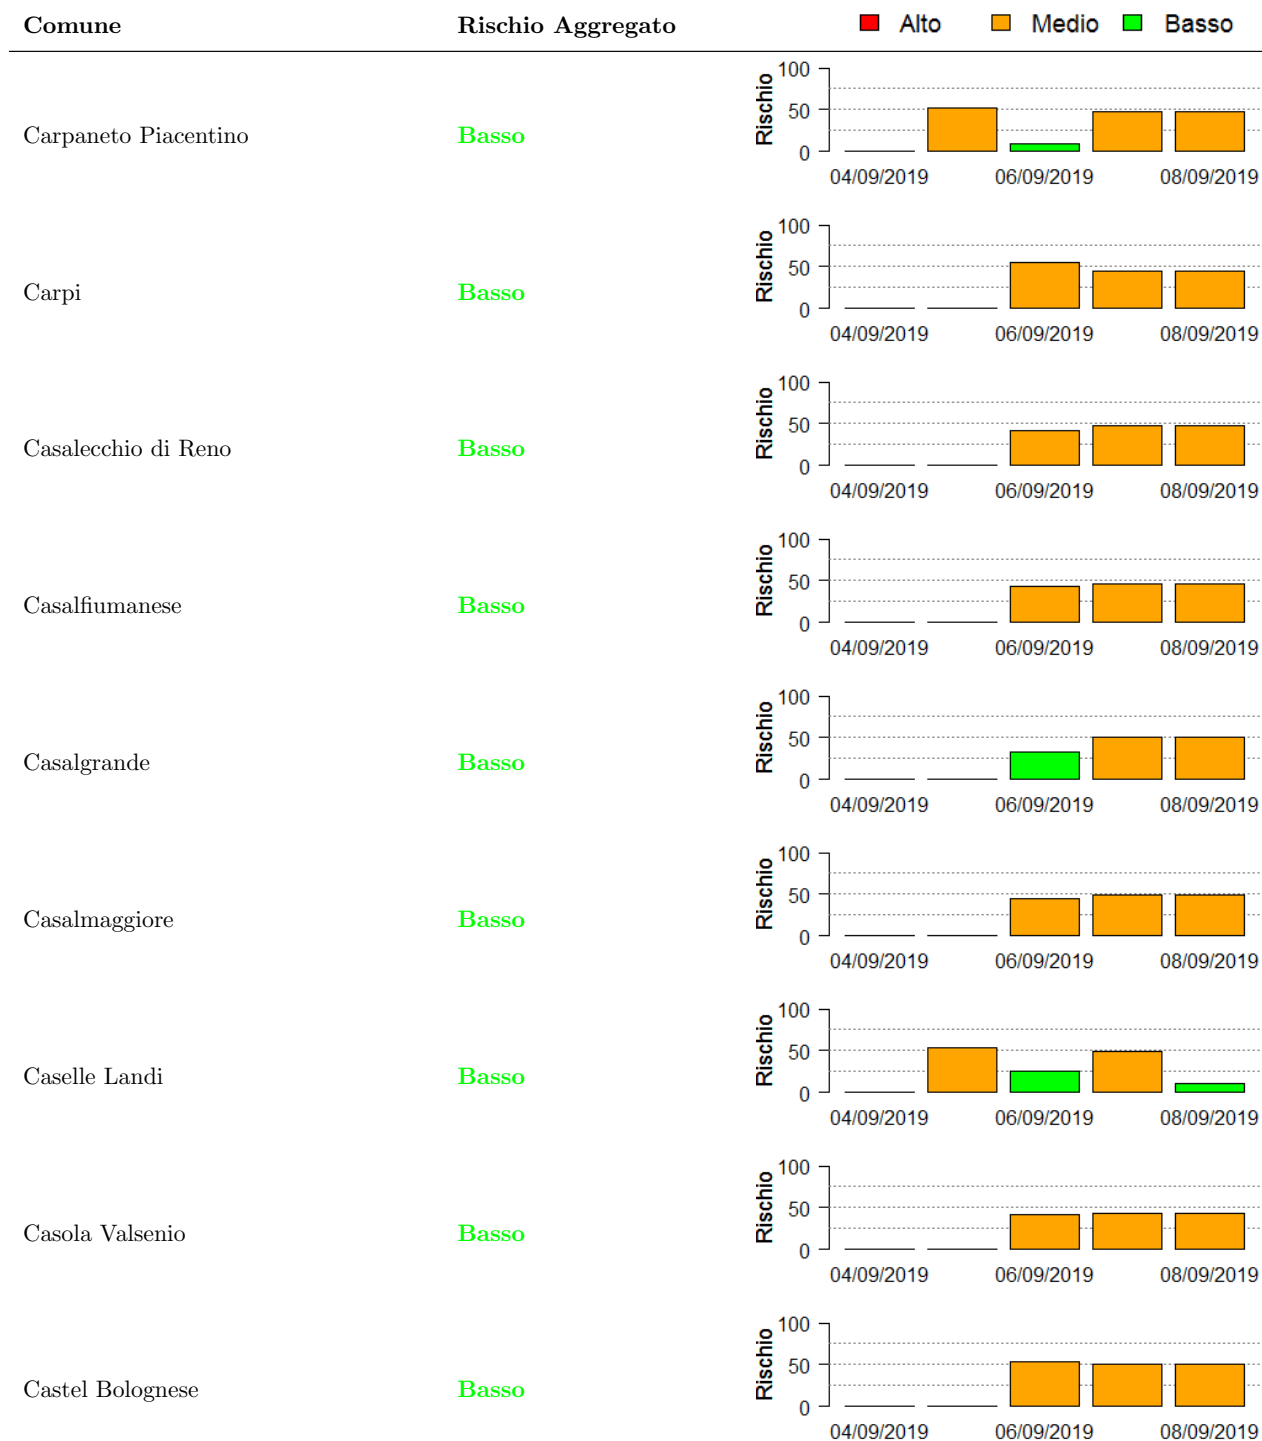 Comune Rischio Aggregato Alto Medio Basso
Carpaneto Piacentino Basso
Rischio
100
50
0
04/09/2019 06/09/2019 08/09/2019
Carpi Basso
Rischio
100
50
0
04/09/2019 06/09/2019 08/09/2019
Casalecchio di Reno Basso
Rischio
100
50
0
04/09/2019 06/09/2019 08/09/2019
Casalfiumanese Basso
Rischio
100
50
0
04/09/2019 06/09/2019 08/09/2019
Casalgrande Basso
Rischio
100
50
0
04/09/2019 06/09/2019 08/09/2019
Casalmaggiore Basso
Rischio
100
50
0
04/09/2019 06/09/2019 08/09/2019
Caselle Landi Basso
Rischio
100
50
0
04/09/2019 06/09/2019 08/09/2019
Casola Valsenio Basso
Rischio
100
50
0
04/09/2019 06/09/2019 08/09/2019
Castel Bolognese Basso
Rischio
100
50
0
04/09/2019 06/09/2019 08/09/2019